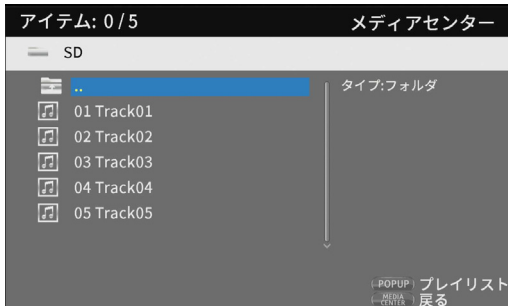 アイテム: 0/5 メディアセンター
SD
.. タイプ:フォルダ
01 Track01
02 Track02
03 Track03
04 Track04
05 Track05
POPUP プレイリスト
MEDIA CENTER 戻る